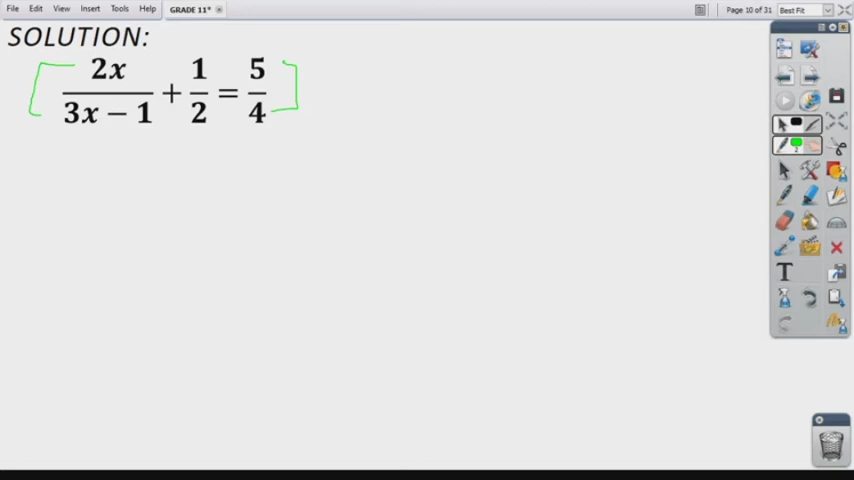 File Edit View Insert Tools Help GRADE 11* Page 10 of 31 Best Fit
SOLUTION:
2x/(3x − 1) + 1/2 = 5/4
2
T